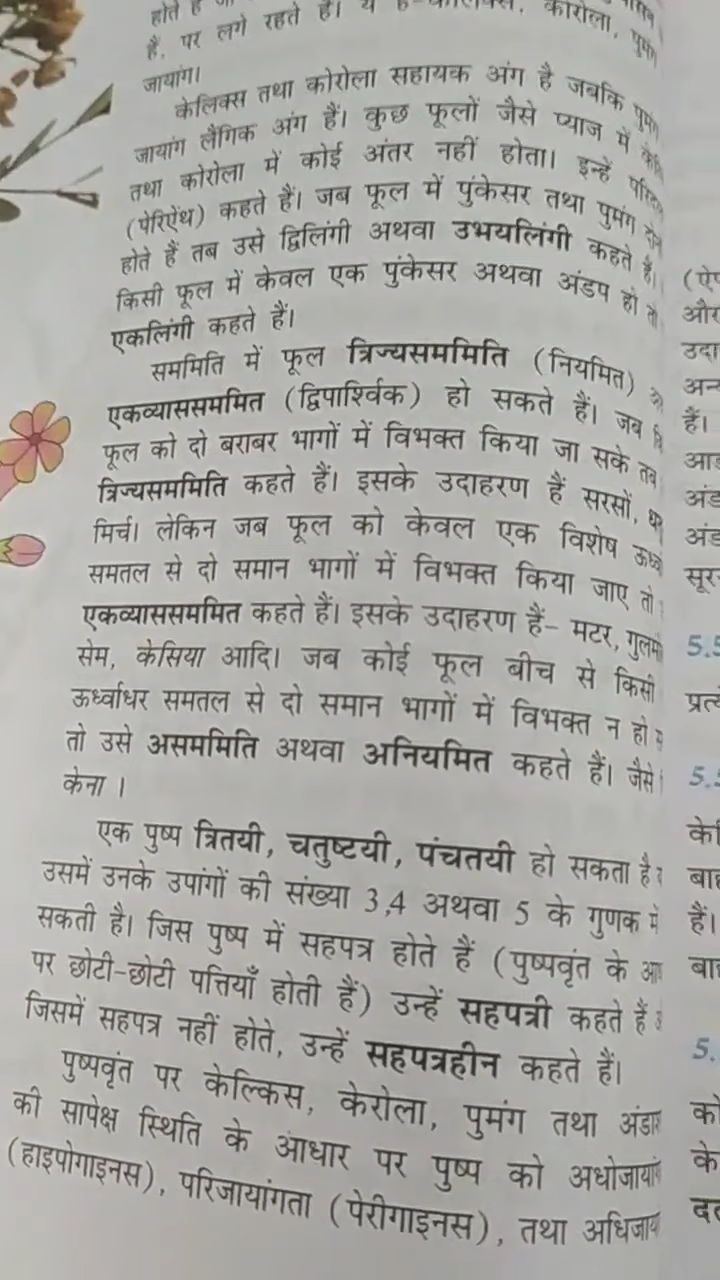 जायांग।
केलिक्स तथा कोरोला सहायक अंग है जबकि
जायांग लैंगिक अंग हैं। कुछ फूलों जैसे प्याज में
तथा कोरोला में कोई अंतर नहीं होता। इन्हें
(पेरिऐंथ) कहते हैं। जब फूल में पुंकेसर तथा पुमंग
होते हैं तब उसे द्विलिंगी अथवा उभयलिंगी कहते हैं।
किसी फूल में केवल एक पुंकेसर अथवा अंडप हो तो
एकलिंगी कहते हैं।
सममिति में फूल त्रिज्यसममिति (नियमित)
एकव्याससममित (द्विपार्श्विक) हो सकते हैं। जब
फूल को दो बराबर भागों में विभक्त किया जा सके तब
त्रिज्यसममिति कहते हैं। इसके उदाहरण हैं सरसों,
मिर्च। लेकिन जब फूल को केवल एक विशेष
समतल से दो समान भागों में विभक्त किया जाए तो
एकव्याससममित कहते हैं। इसके उदाहरण हैं– मटर,
सेम, केसिया आदि। जब कोई फूल बीच से किसी
ऊर्ध्वाधर समतल से दो समान भागों में विभक्त न हो
तो उसे असममिति अथवा अनियमित कहते हैं। जैसे
केना ।
एक पुष्प त्रितयी, चतुष्टयी, पंचतयी हो सकता है
उसमें उनके उपांगों की संख्या 3,4 अथवा 5 के गुणक में
सकती है। जिस पुष्प में सहपत्र होते हैं (पुष्पवृंत के
पर छोटी-छोटी पत्तियाँ होती हैं) उन्हें सहपत्री कहते हैं
जिसमें सहपत्र नहीं होते, उन्हें सहपत्रहीन कहते हैं।
पुष्पवृंत पर केल्किस, केरोला, पुमंग तथा
की सापेक्ष स्थिति के आधार पर पुष्प को
(हाइपोगाइनस), परिजायांगता (पेरीगाइनस), तथा
और
हैं।
हैं।